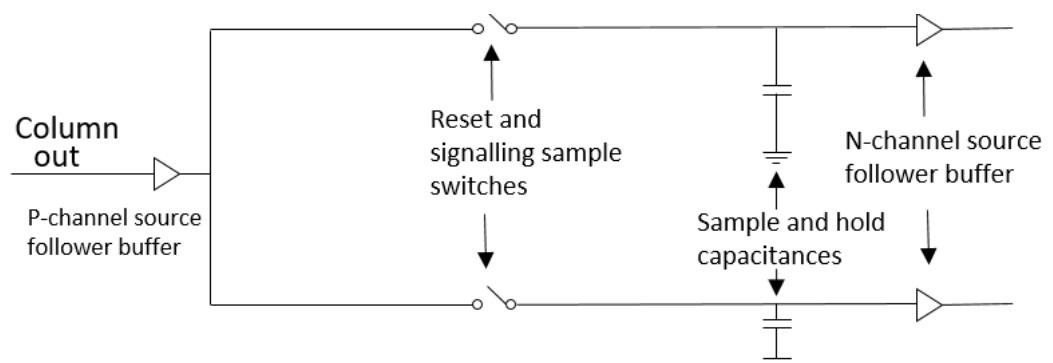 Column
out
P-channel source
follower buffer
Reset and
signalling sample
switches
Sample and hold
capacitances
N-channel source
follower buffer